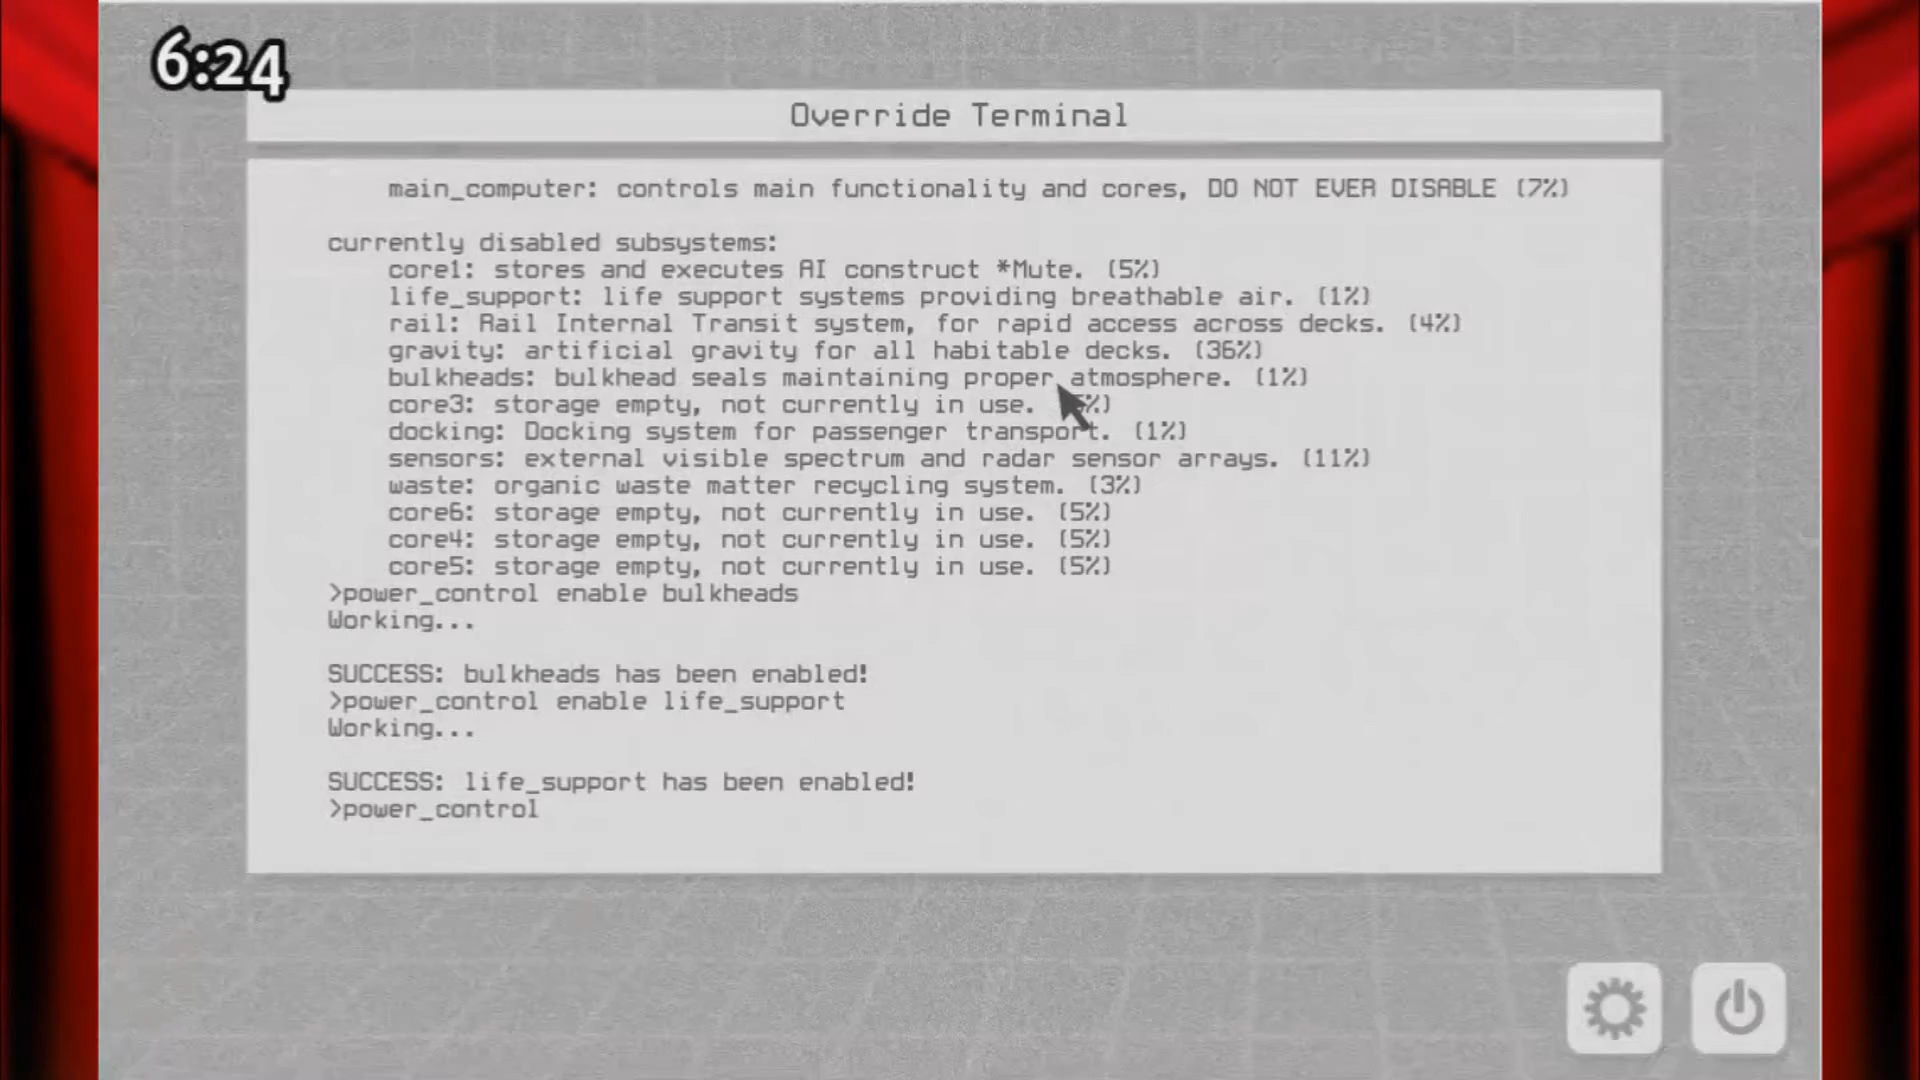 6:24
Override Terminal
main_computer: controls main functionality and cores, DO NOT EVER DISABLE (7%)
currently disabled subsystems:
core1: stores and executes AI construct *Mute. (5%)
life_support: life support systems providing breathable air. (1%)
rail: Rail Internal Transit system, for rapid access across decks. (4%)
gravity: artificial gravity for all habitable decks. (36%)
bulkheads: bulkhead seals maintaining proper atmosphere. (1%)
core3: storage empty, not currently in use. %)
docking: Docking system for passenger transport. (1%)
sensors: external visible spectrum and radar sensor arrays. (11%)
waste: organic waste matter recycling system. (3%)
core6: storage empty, not currently in use. (5%)
core4: storage empty, not currently in use. (5%)
core5: storage empty, not currently in use. (5%)
>power_control enable bulkheads
Working...
SUCCESS: bulkheads has been enabled!
>power_control enable life_support
Working...
SUCCESS: life_support has been enabled!
>power_control